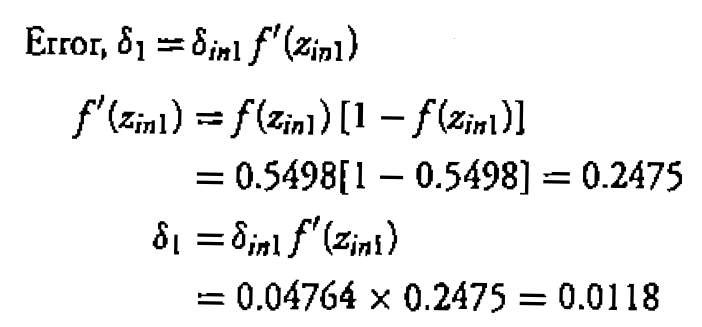 Error, δ₁ = δᵢₙ₁ f′(zᵢₙ₁)
f′(zᵢₙ₁) = f(zᵢₙ₁) [1 − f(zᵢₙ₁)]
= 0.5498[1 − 0.5498] = 0.2475
δ₁ = δᵢₙ₁ f′(zᵢₙ₁)
= 0.04764 × 0.2475 = 0.0118